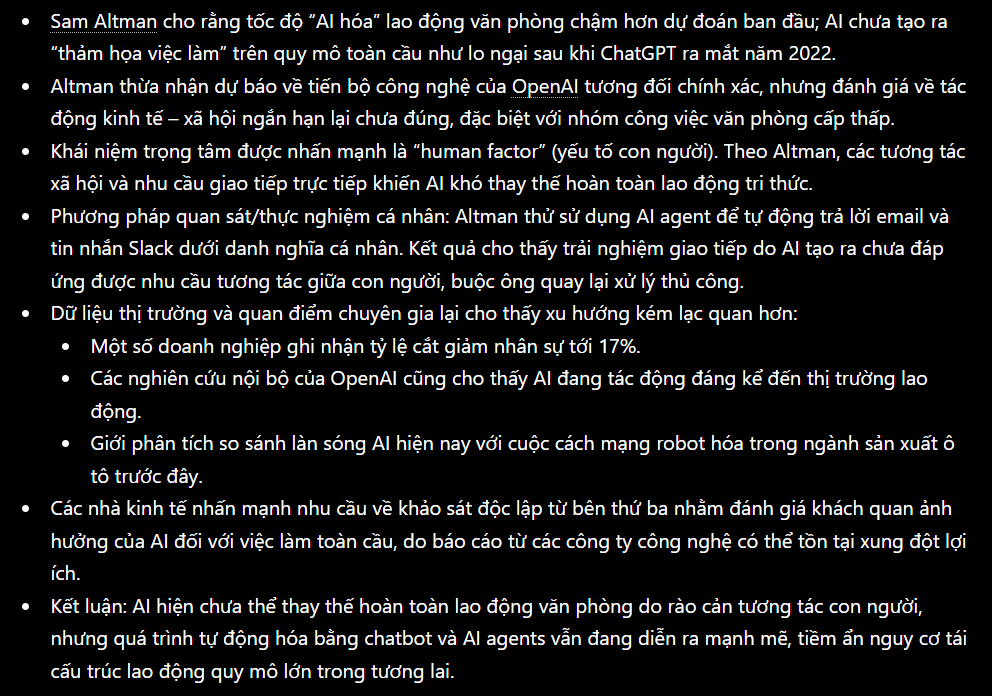 Sam Altman cho rằng tốc độ “AI hóa” lao động văn phòng chậm hơn dự đoán ban đầu; AI chưa tạo ra
“thảm họa việc làm” trên quy mô toàn cầu như lo ngại sau khi ChatGPT ra mắt năm 2022.
Altman thừa nhận dự báo về tiến bộ công nghệ của OpenAI tương đối chính xác, nhưng đánh giá về tác
động kinh tế – xã hội ngắn hạn lại chưa đúng, đặc biệt với nhóm công việc văn phòng cấp thấp.
Khái niệm trọng tâm được nhấn mạnh là “human factor” (yếu tố con người). Theo Altman, các tương tác
xã hội và nhu cầu giao tiếp trực tiếp khiến AI khó thay thế hoàn toàn lao động tri thức.
Phương pháp quan sát/thực nghiệm cá nhân: Altman thử sử dụng AI agent để tự động trả lời email và
tin nhắn Slack dưới danh nghĩa cá nhân. Kết quả cho thấy trải nghiệm giao tiếp do AI tạo ra chưa đáp
ứng được nhu cầu tương tác giữa con người, buộc ông quay lại xử lý thủ công.
Dữ liệu thị trường và quan điểm chuyên gia lại cho thấy xu hướng kém lạc quan hơn:
Một số doanh nghiệp ghi nhận tỷ lệ cắt giảm nhân sự tới 17%.
Các nghiên cứu nội bộ của OpenAI cũng cho thấy AI đang tác động đáng kể đến thị trường lao
động.
Giới phân tích so sánh làn sóng AI hiện nay với cuộc cách mạng robot hóa trong ngành sản xuất ô
tô trước đây.
Các nhà kinh tế nhấn mạnh nhu cầu về khảo sát độc lập từ bên thứ ba nhằm đánh giá khách quan ảnh
hưởng của AI đối với việc làm toàn cầu, do báo cáo từ các công ty công nghệ có thể tồn tại xung đột lợi
ích.
Kết luận: AI hiện chưa thể thay thế hoàn toàn lao động văn phòng do rào cản tương tác con người,
nhưng quá trình tự động hóa bằng chatbot và AI agents vẫn đang diễn ra mạnh mẽ, tiềm ẩn nguy cơ tái
cấu trúc lao động quy mô lớn trong tương lai.